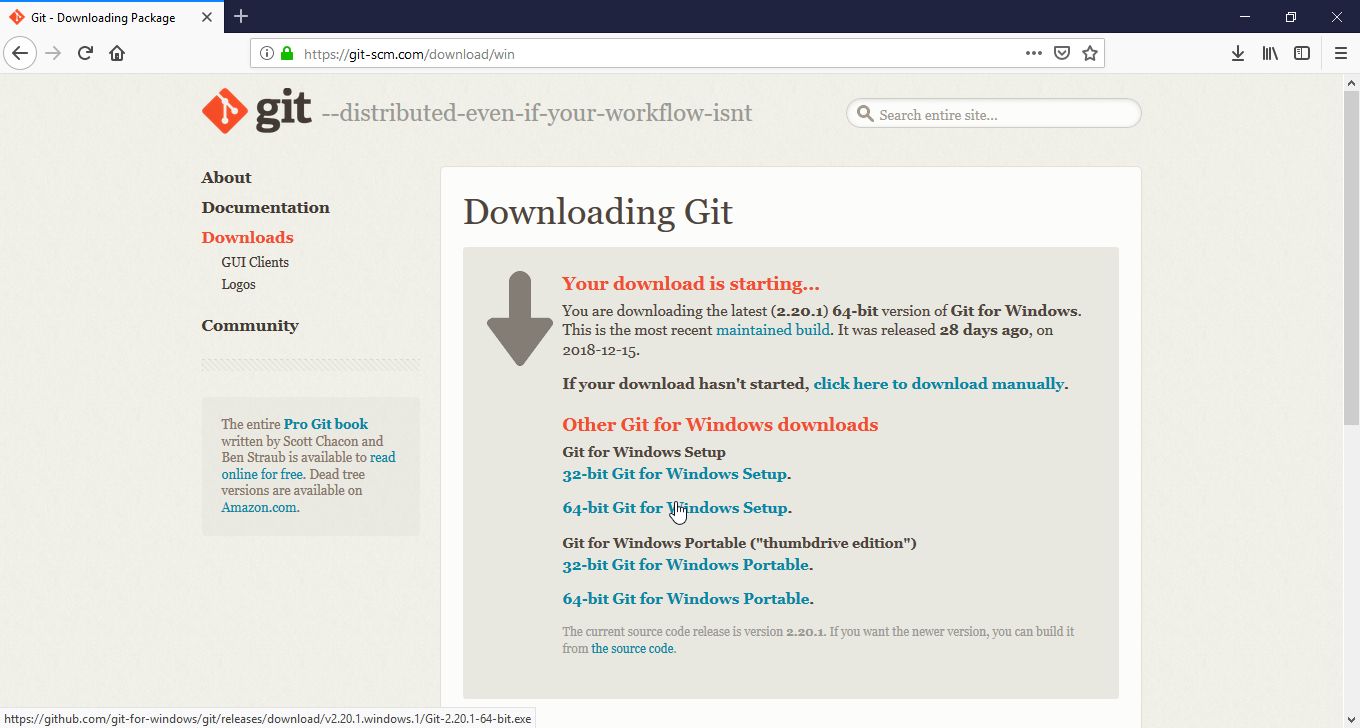 Git - Downloading Package
https://git-scm.com/download/win
git --distributed-even-if-your-workflow-isnt
Search entire site...
About
Documentation
Downloads
GUI Clients
Logos
Community
The entire Pro Git book
written by Scott Chacon and
Ben Straub is available to read
online for free. Dead tree
versions are available on
Amazon.com.
Downloading Git
Your download is starting...
You are downloading the latest (2.20.1) 64-bit version of Git for Windows.
This is the most recent maintained build. It was released 28 days ago, on
2018-12-15.
If your download hasn't started, click here to download manually.
Other Git for Windows downloads
Git for Windows Setup
32-bit Git for Windows Setup.
64-bit Git for Windows Setup.
Git for Windows Portable ("thumbdrive edition")
32-bit Git for Windows Portable.
64-bit Git for Windows Portable.
The current source code release is version 2.20.1. If you want the newer version, you can build it
from the source code.
https://github.com/git-for-windows/git/releases/download/v2.20.1.windows.1/Git-2.20.1-64-bit.exe